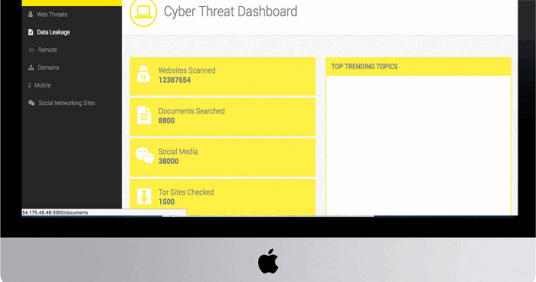 Cyber Threat Dashboard
Web Threats
Data Leakage
Remote
Domains
Mobile
Social Networking Sites
Websites Scanned
12387654
Documents Searched
8800
Social Media
38000
Tor Sites Checked
1500
TOP TRENDING TOPICS
54.175.48.48:3000/documents